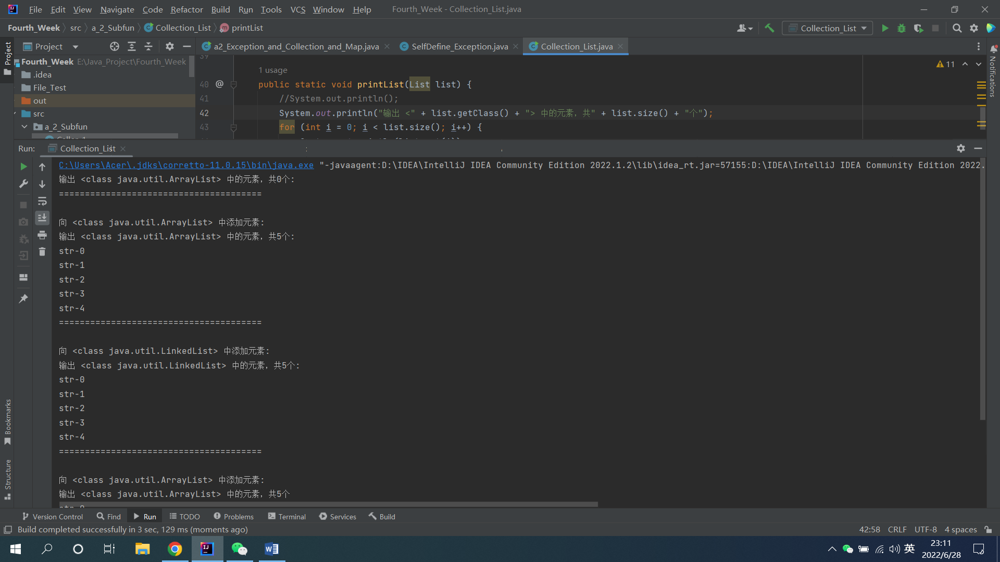 File Edit View Navigate Code Refactor Build Run Tools VCS Window Help Fourth_Week - Collection_List.java
Fourth_Week src a_2_Subfun Collection_List printList
Collection_List
Project
Project
a2_Exception_and_Collection_and_Map.java SelfDefine_Exception.java Collection_List.java
Notifications
Fourth_Week E:\Java_Project\Fourth_Week
.idea
File_Test
out
src
a_2_Subfun
39
1 usage
11
40 @ public static void printList(List list) {
41 //System.out.println();
42 System.out.println("输出 <" + list.getClass() + "> 中的元素，共" + list.size() + "个");
43 for (int i = 0; i < list.size(); i++) {
Run: Collection_List
C:\Users\Acer\.jdks\corretto-11.0.15\bin\java.exe "-javaagent:D:\IDEA\IntelliJ IDEA Community Edition 2022.1.2\lib\idea_rt.jar=57155:D:\IDEA\IntelliJ IDEA Community Edition 2022.
输出 <class java.util.ArrayList> 中的元素，共0个:
=======================================
向 <class java.util.ArrayList> 中添加元素:
输出 <class java.util.ArrayList> 中的元素，共5个:
str-0
str-1
str-2
str-3
str-4
=======================================
向 <class java.util.LinkedList> 中添加元素:
输出 <class java.util.LinkedList> 中的元素，共5个:
str-0
str-1
str-2
str-3
str-4
=======================================
向 <class java.util.ArrayList> 中添加元素:
输出 <class java.util.ArrayList> 中的元素，共5个
Bookmarks
Structure
Version Control Find Run TODO Problems Terminal Services Build
Build completed successfully in 3 sec, 129 ms (moments ago)
42:58 CRLF UTF-8 4 spaces
英
23:11
2022/6/28